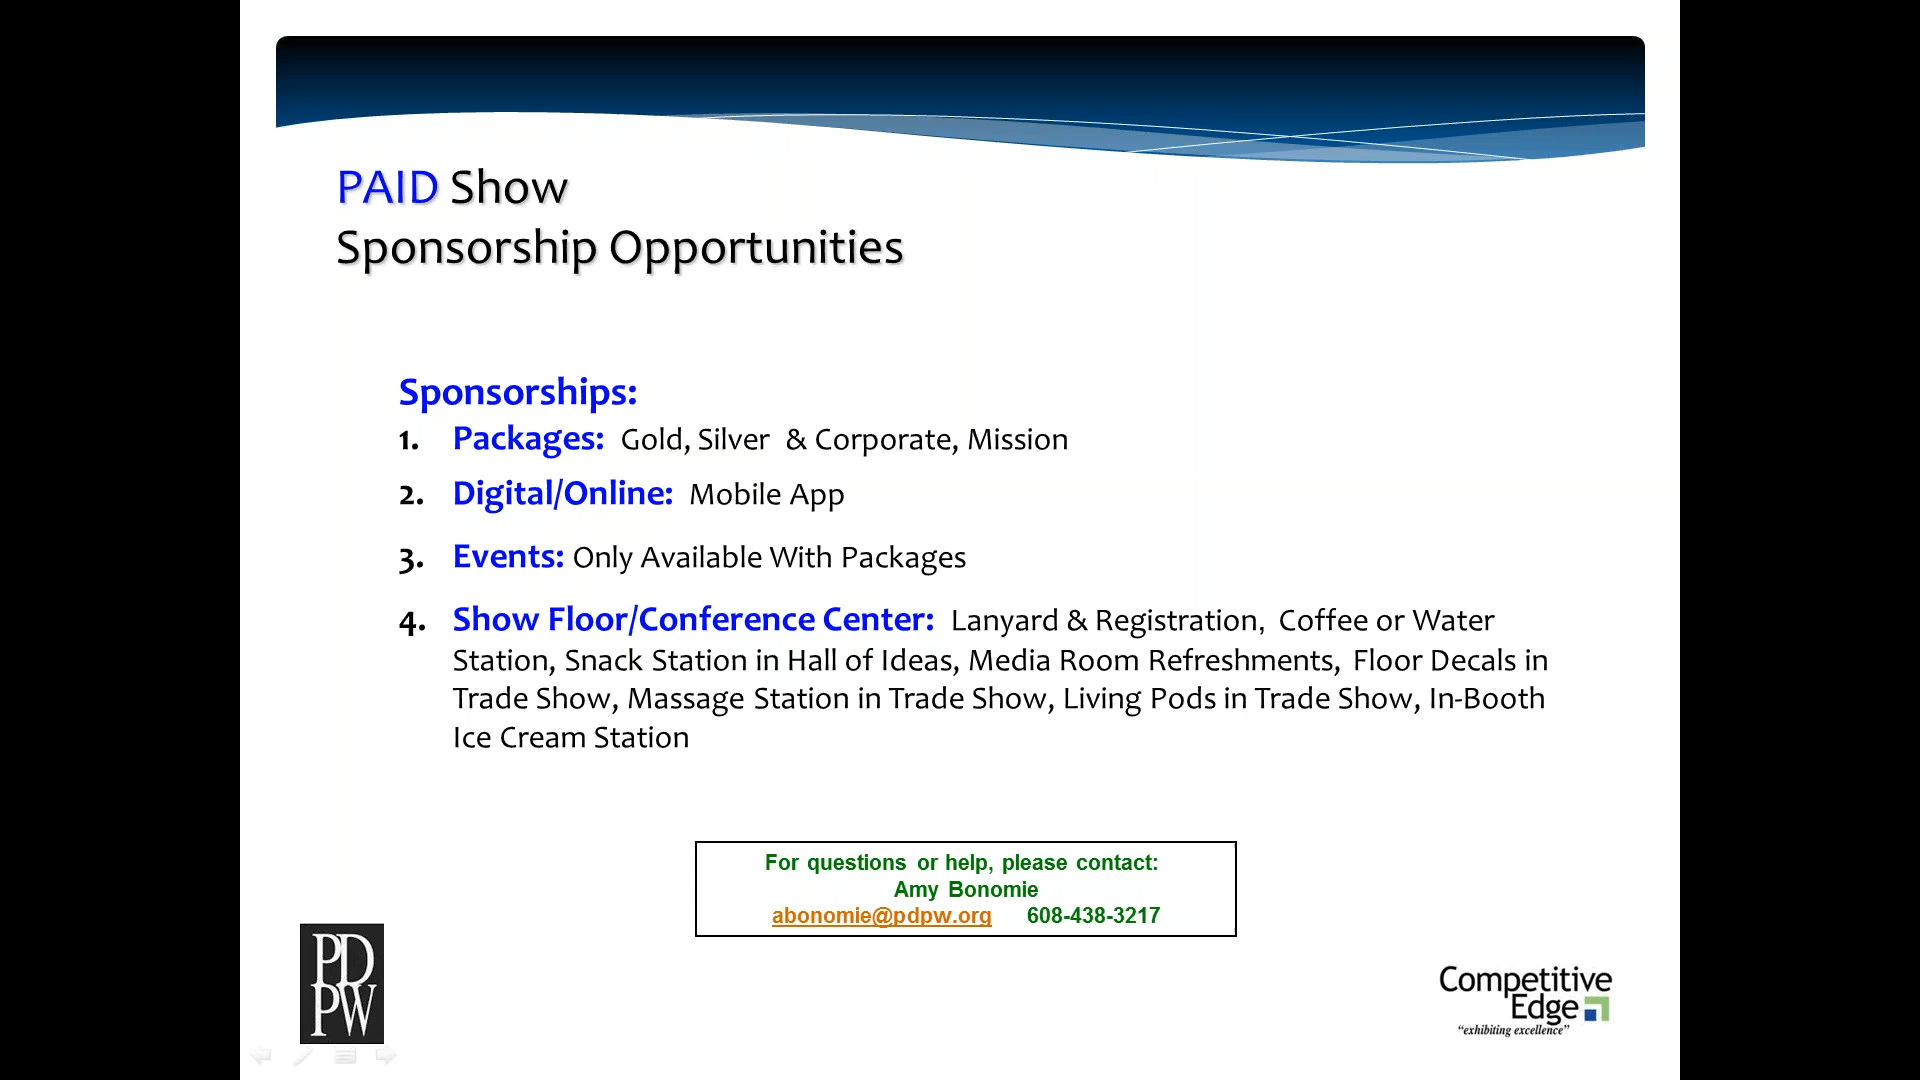 PAID Show
Sponsorship Opportunities
Sponsorships:
1. Packages: Gold, Silver & Corporate, Mission
2. Digital/Online: Mobile App
3. Events: Only Available With Packages
4. Show Floor/Conference Center: Lanyard & Registration, Coffee or Water
Station, Snack Station in Hall of Ideas, Media Room Refreshments, Floor Decals in
Trade Show, Massage Station in Trade Show, Living Pods in Trade Show, In-Booth
Ice Cream Station
For questions or help, please contact:
Amy Bonomie
abonomie@pdpw.org 608-438-3217
PD
PW
Competitive
Edge
"exhibiting excellence"